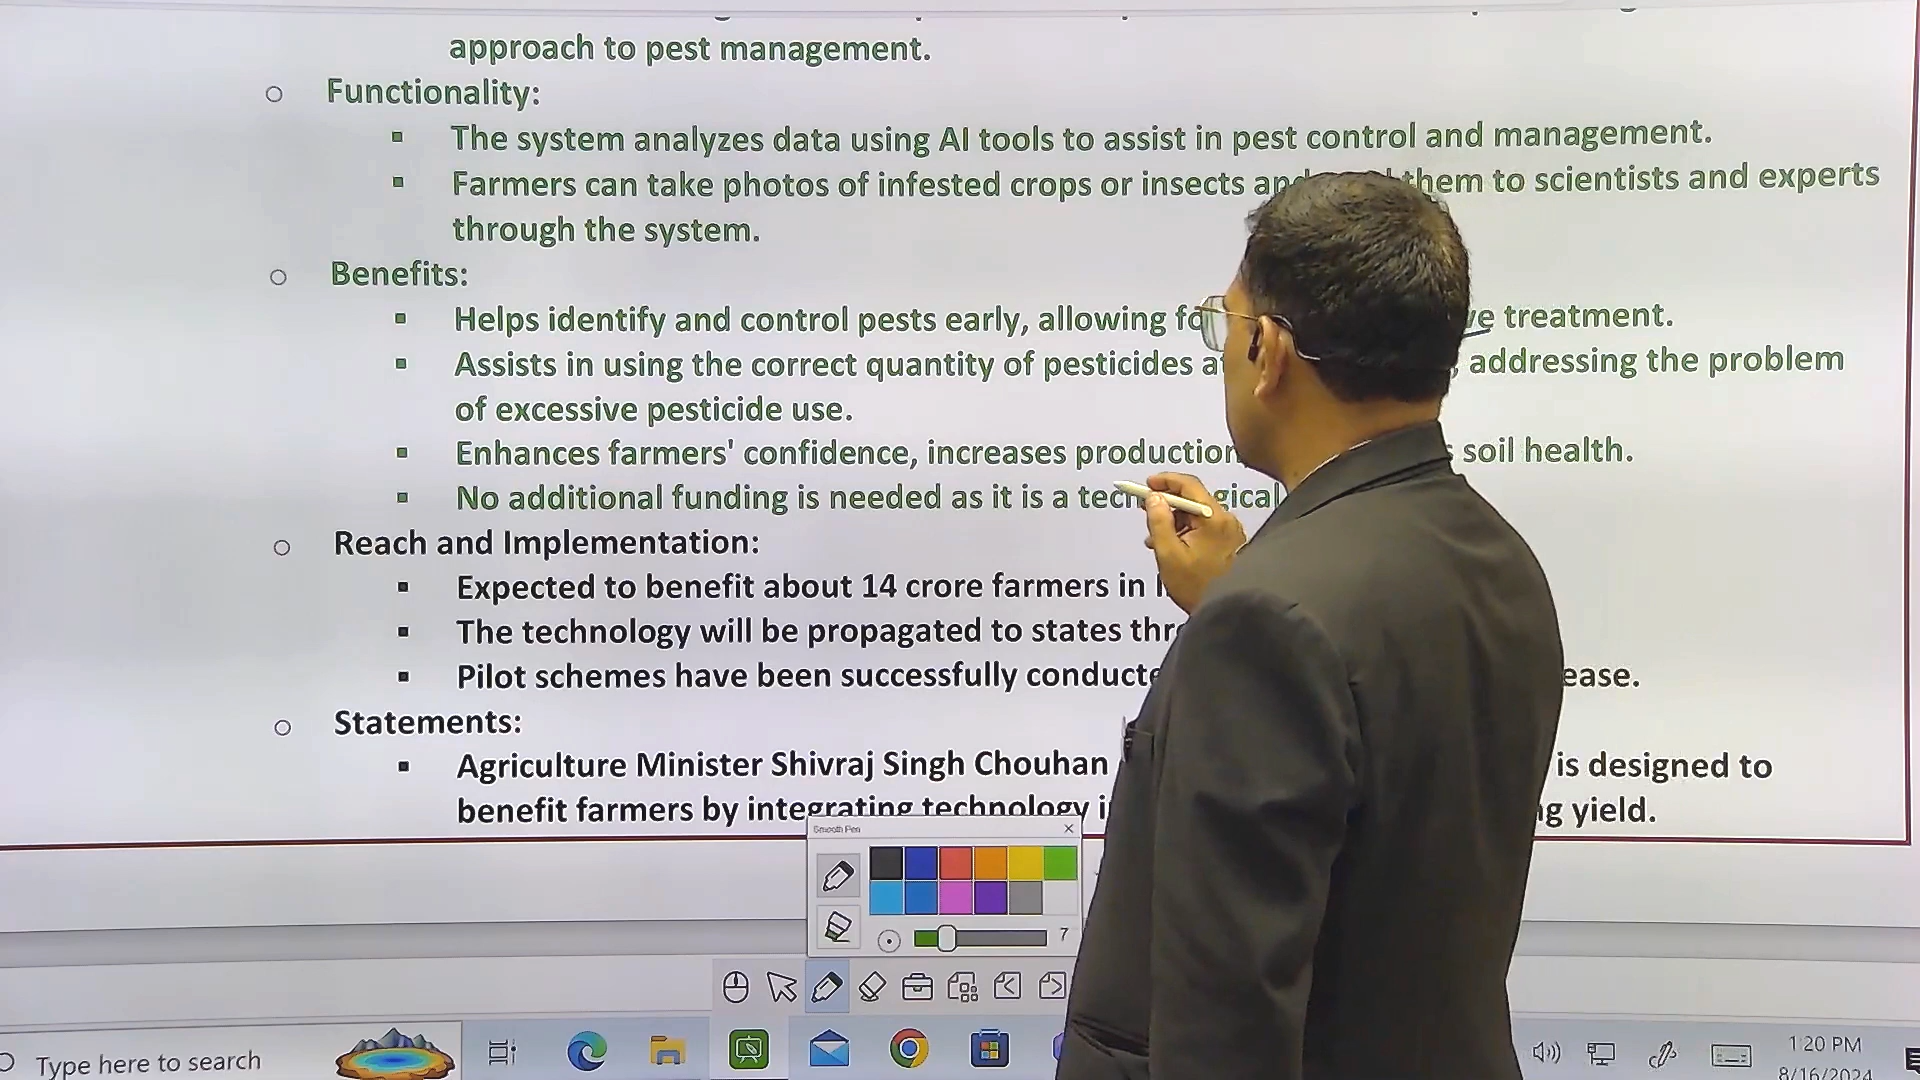 approach to pest management.
Functionality:
The system analyzes data using AI tools to assist in pest control and management.
Farmers can take photos of infested crops or insects them to scientists and experts
through the system.
Benefits:
Helps identify and control pests early, allowing treatment.
Assists in using the correct quantity of pesticides addressing the problem
of excessive pesticide use.
Enhances farmers' confidence, increases production soil health.
No additional funding is needed as it is a
Reach and Implementation:
Expected to benefit about 14 crore farmers in
The technology will be propagated to states
Pilot schemes have been successfully
Statements:
Agriculture Minister Shivraj Singh Chouhan is designed to
benefit farmers by integrating technology yield.
Smooth Pen
7
Type here to search
1:20 PM
8/16/2024